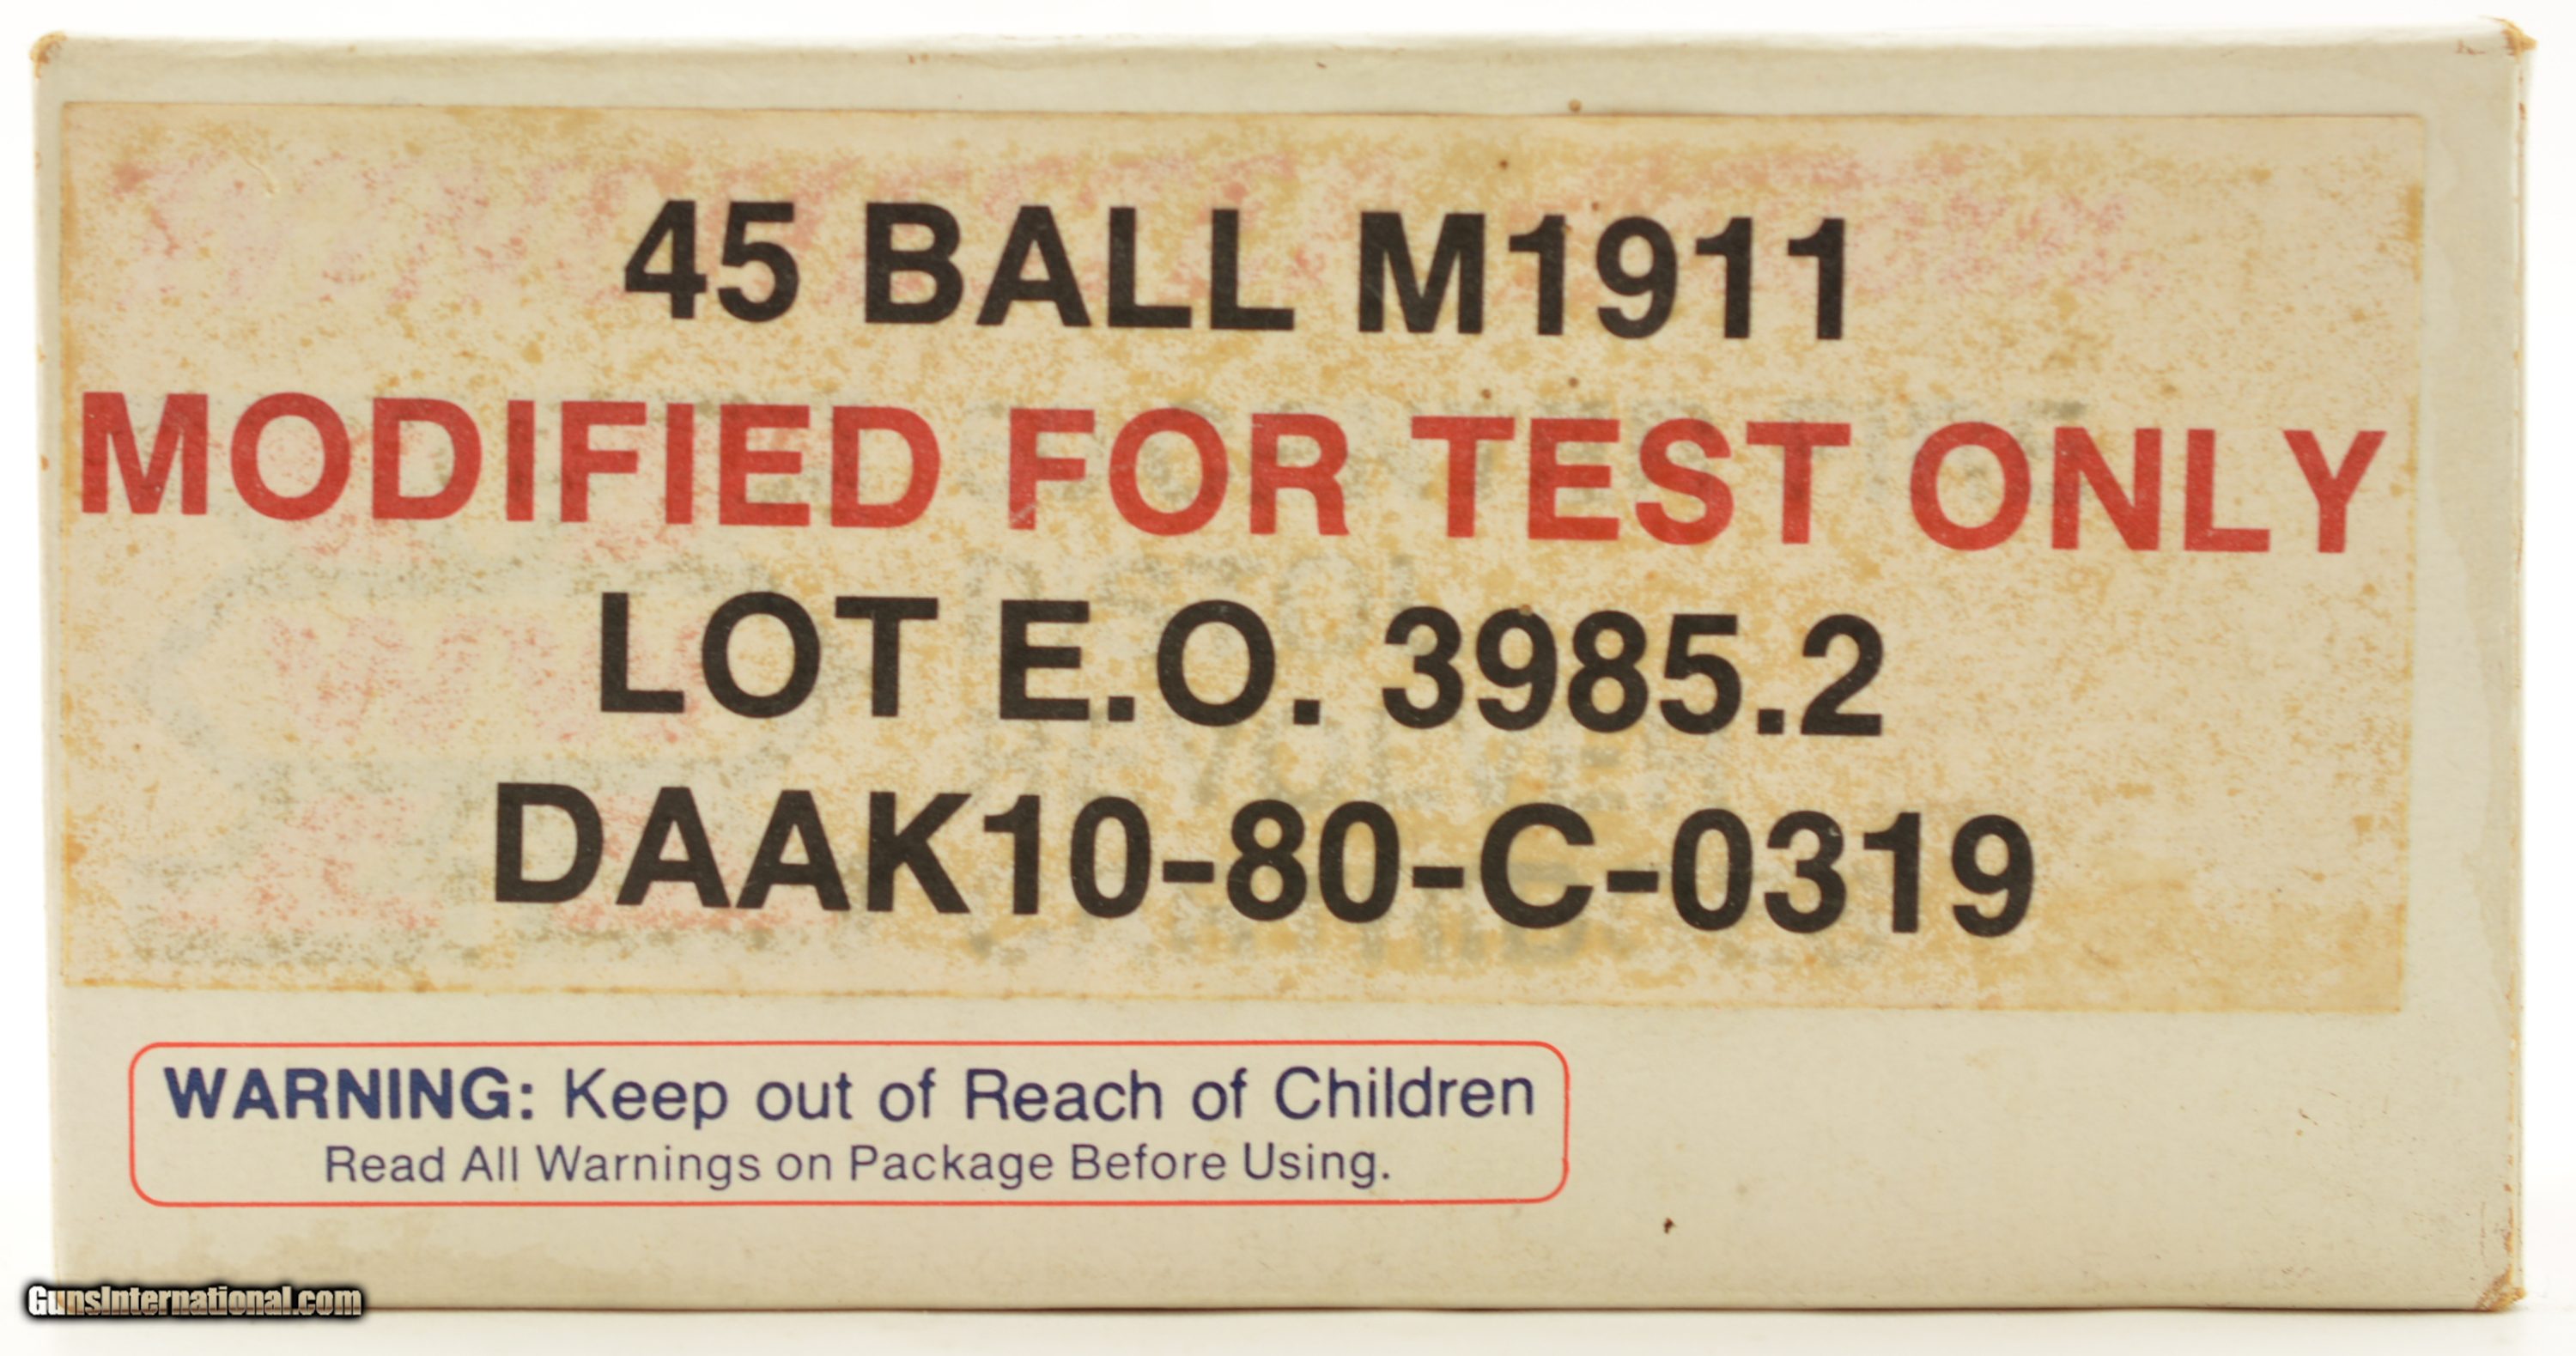 45 BALL M1911
MODIFIED FOR TEST ONLY
LOT E.O. 3985.2
DAAK10-80-C-0319
WARNING: Keep out of Reach of Children
Read All Warnings on Package Before Using.
GunsInternational.com